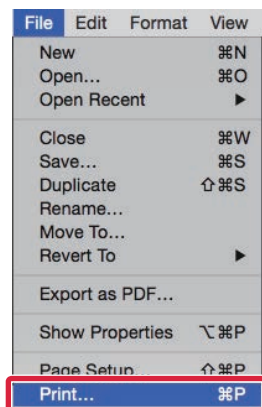 File Edit Format View
New ⌘N
Open... ⌘O
Open Recent ▶
Close ⌘W
Save... ⌘S
Duplicate ⇧⌘S
Rename...
Move To...
Revert To ▶
Export as PDF...
Show Properties ⌥⌘P
Page Setup... ⇧⌘P
Print... ⌘P